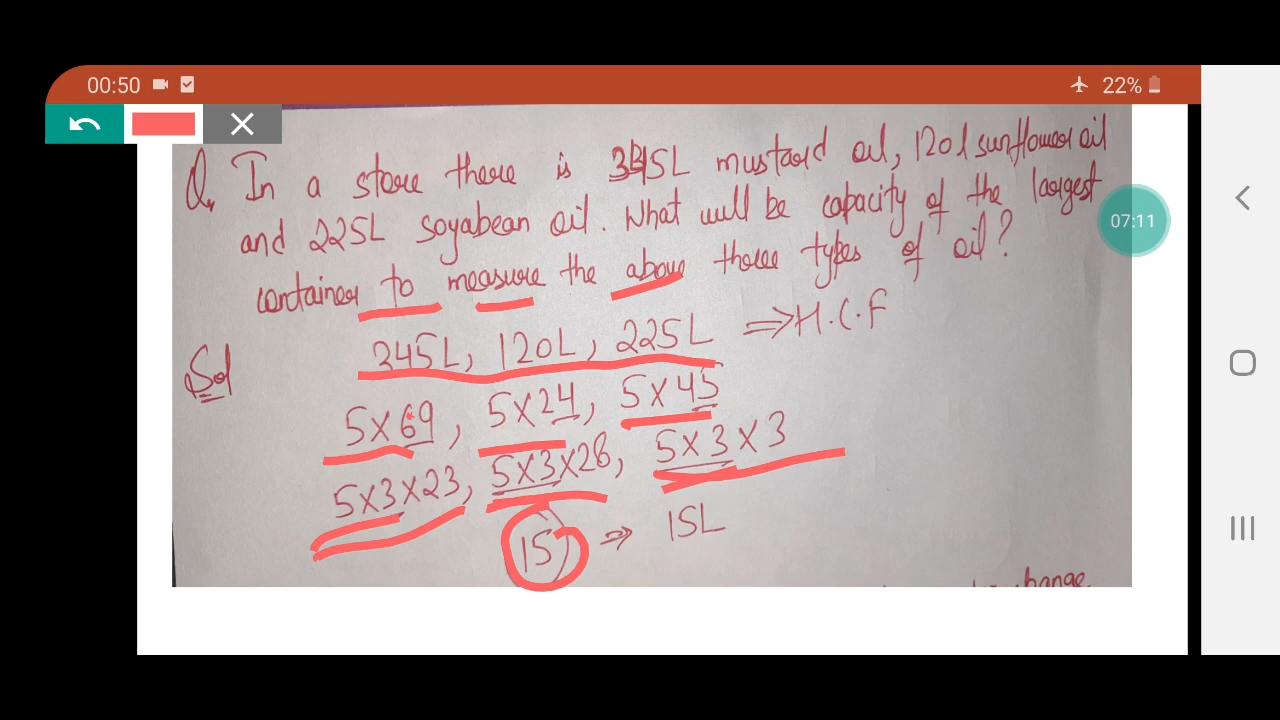 00:50
22%
Q, In a store there is 345L mustard oil, 120l sunflower oil
and 225L soyabean oil. What will be capacity of the largest
container to measure the above three types of oil?
07:11
Sol
345L, 120L, 225L ⇒ H.C.F
5X69, 5X24, 5X45
5X3X23, 5X3X28, 5X3X3
15 ⇒ 15L
change